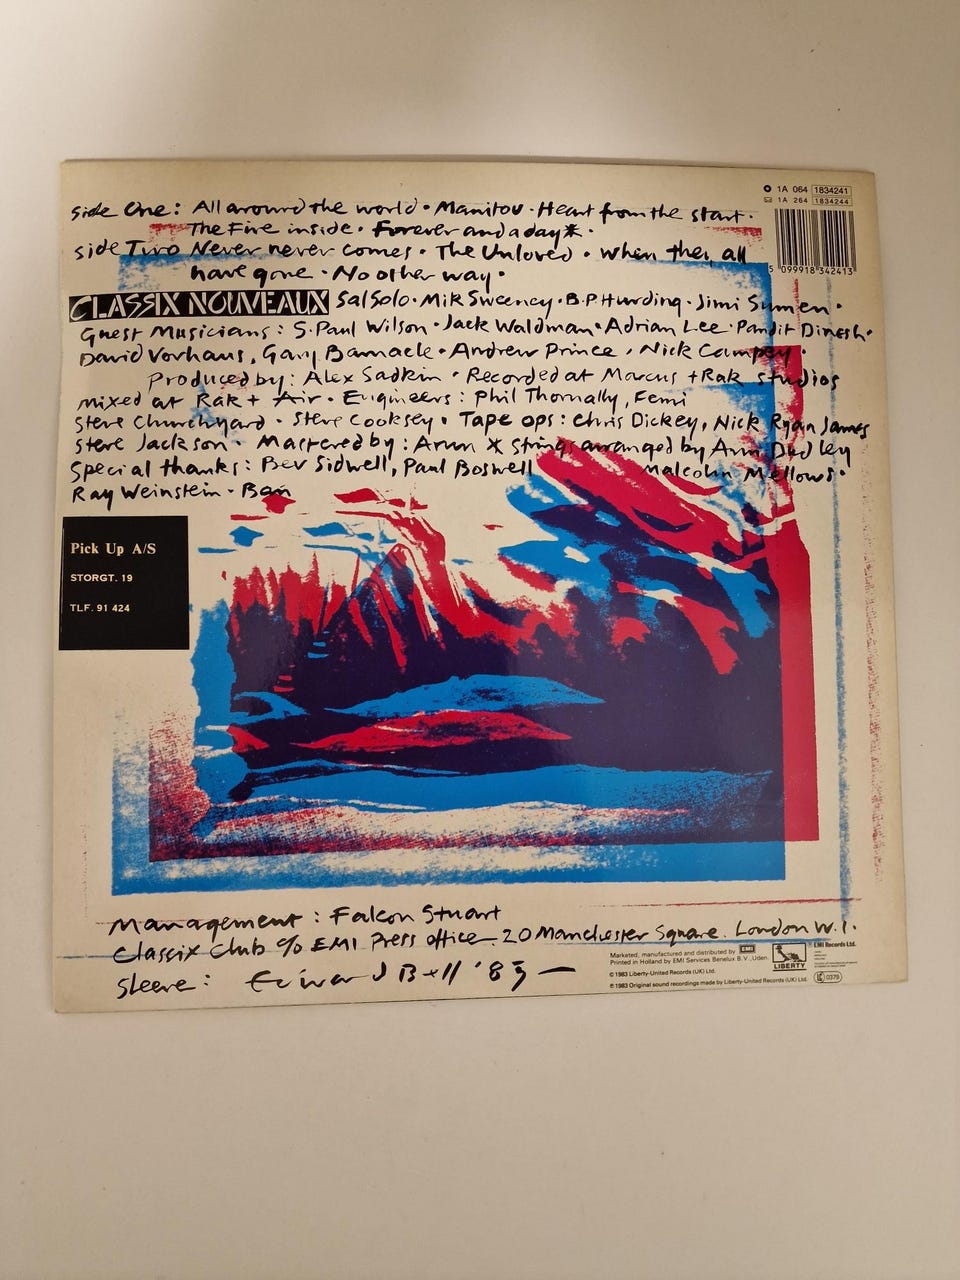 1A 064 1834241
1A 264 1834244
5 099918 342413
Side One: All around the world · Manitou · Heart from the start ·
The Fire inside · Forever and a day * ·
Side Two Never never comes · The Unloved · When they all
have gone · No other way ·
CLASSIX NOUVEAUX Sal Solo · Mik Sweeney · B.P Hurding · Jimi Sumen ·
Guest Musicians: S. Paul Wilson · Jack Waldman · Adrian Lee · Pandit Dinesh ·
David Vorhaus, Gary Barnacle · Andrew Prince, Nick Campey ·
Produced by: Alex Sadkin · Recorded at Marcus + Rak studios
mixed at Rak + Air · Engineers: Phil Thornally, Femi
Steve Churchyard · Steve Cooksey · Tape ops: Chris Dickey, Nick Ryan James
Steve Jackson · Mastered by: Arun * Strings arranged by Ann Dudley
Special thanks: Bev Sidwell, Paul Boswell Malcolm Mellows ·
Ray Weinstein · Ban
Pick Up A/S
STORGT. 19
TLF. 91 424
Management: Falcon Stuart
Classix Club c/o EMI Press office. 20 Manchester Square. London W.1.
Sleeve: Edward Bell '83 —
Marketed, manufactured and distributed by EMI
Printed in Holland by EMI Services Benelux B.V., Uden.
© 1983 Liberty-United Records (UK) Ltd.
℗ 1983 Original sound recordings made by Liberty-United Records (UK) Ltd.
LIBERTY
EMI Records Ltd.
0379